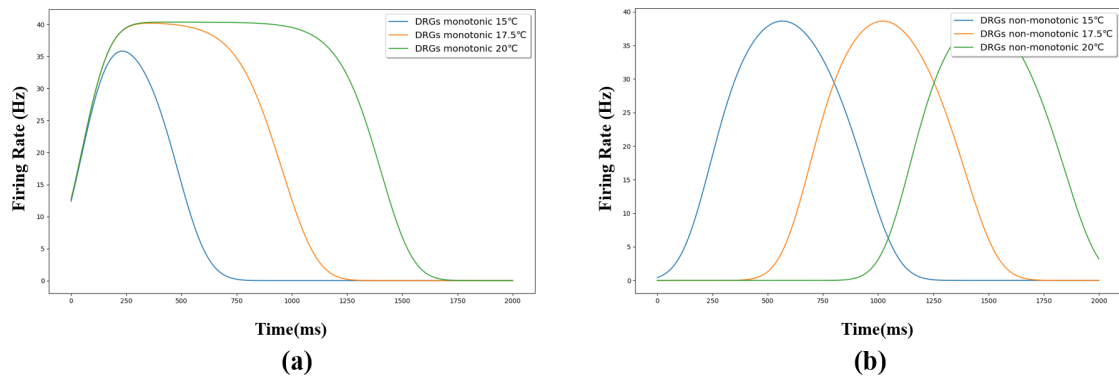 DRGs monotonic 15℃
DRGs monotonic 17.5℃
DRGs monotonic 20℃
Firing Rate (Hz)
40
35
30
25
20
15
10
5
0
0 250 500 750 1000 1250 1500 1750 2000
Time(ms)
(a)
DRGs non-monotonic 15℃
DRGs non-monotonic 17.5℃
DRGs non-monotonic 20℃
Firing Rate (Hz)
40
35
30
25
20
15
10
5
0
0 250 500 750 1000 1250 1500 1750 2000
Time(ms)
(b)